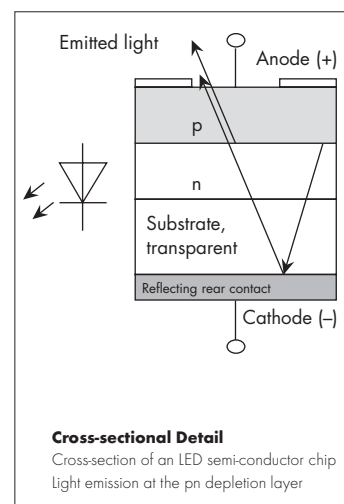 Emitted light
Anode (+)
p
n
Substrate,
transparent
Reflecting rear contact
Cathode (–)
Cross-sectional Detail
Cross-section of an LED semi-conductor chip
Light emission at the pn depletion layer